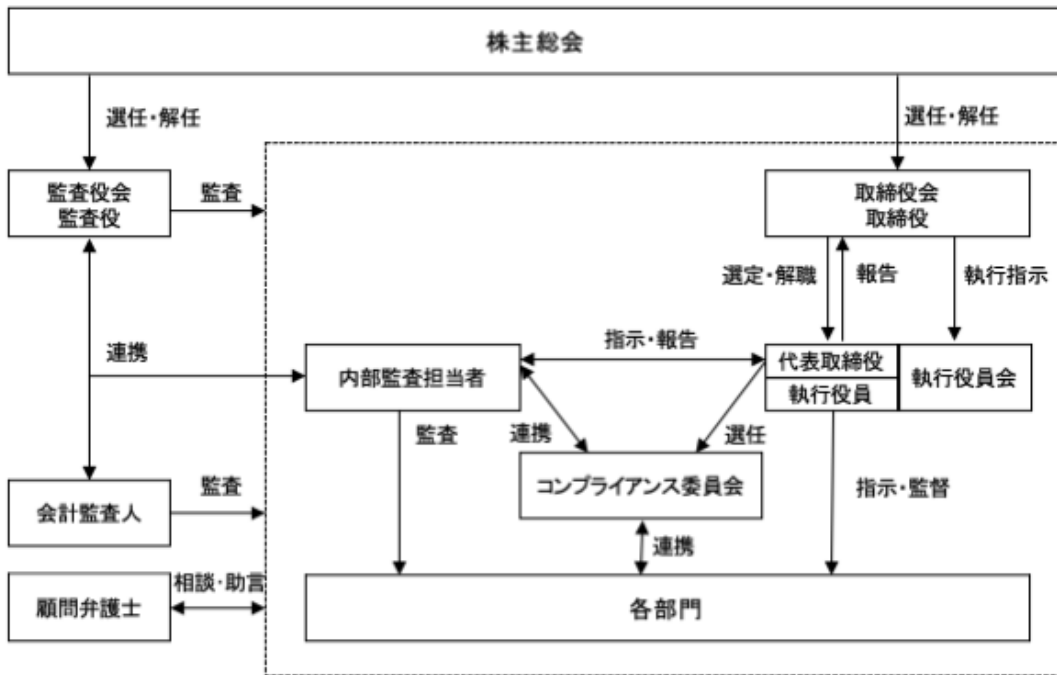 株主総会
選任・解任
選任・解任
監査役会
監査役
監査
取締役会
取締役
選定・解職
報告
執行指示
連携
指示・報告
内部監査担当者
代表取締役
執行役員
執行役員会
監査
連携
選任
コンプライアンス委員会
指示・監督
会計監査人
監査
連携
顧問弁護士
相談・助言
各部門